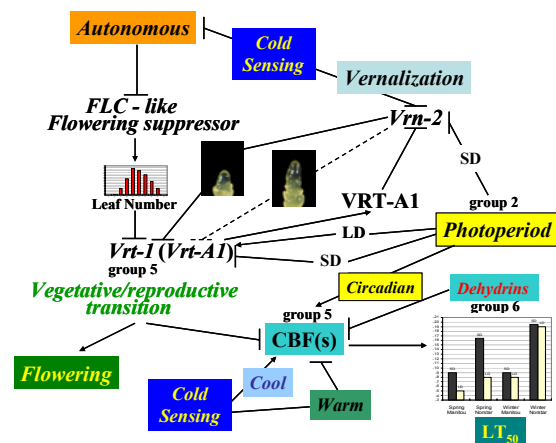 Autonomous
Cold
Sensing
Vernalization
FLC - like
Flowering suppressor
Vrn-2
SD
Leaf Number
VRT-A1
group 2
Photoperiod
LD
Vrt-1 (Vrt-A1)
group 5
SD
Vegetative/reproductive
transition
Circadian
Dehydrins
group 5
group 6
CBF(s)
Flowering
Cold
Sensing
Cool
Warm
Spring
Manitou
Spring
Norstar
Winter
Manitou
Winter
Norstar
LT50